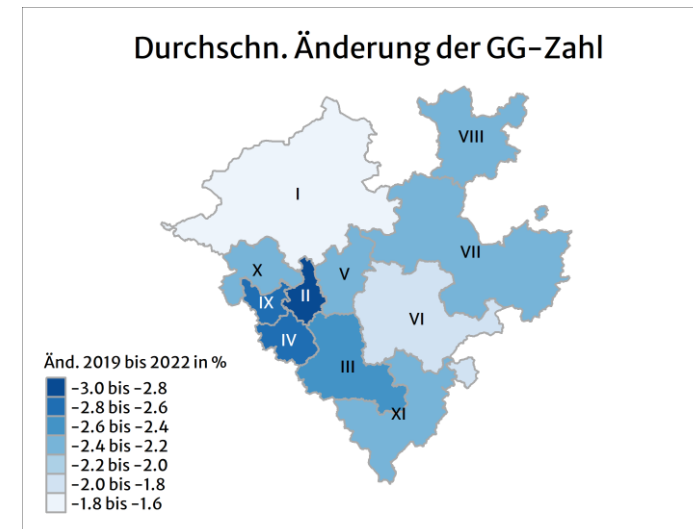 Durchschn. Änderung der GG-Zahl
VIII
I
VII
X
V
IX
II
VI
IV
III
XI
Änd. 2019 bis 2022 in %
-3.0 bis -2.8
-2.8 bis -2.6
-2.6 bis -2.4
-2.4 bis -2.2
-2.2 bis -2.0
-2.0 bis -1.8
-1.8 bis -1.6